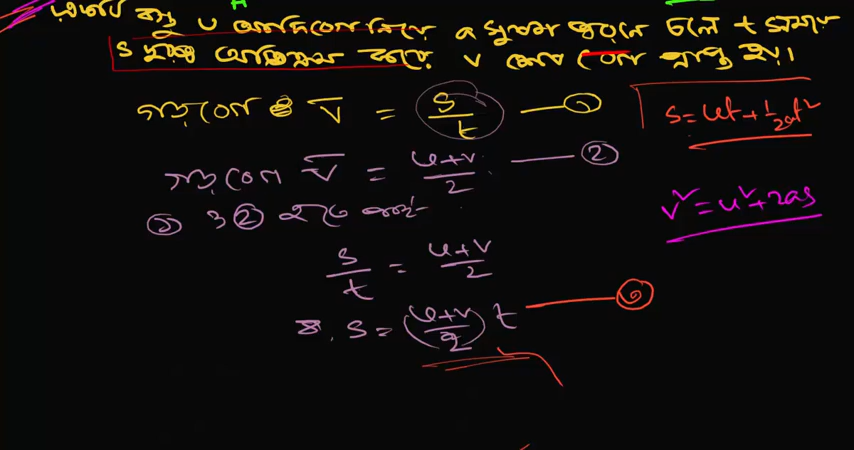 একটি বস্তু u আদিবেগ নিয়ে a সুষম ত্বরণে চলে t সময়ে
s দূরত্ব অতিক্রম করে v বেগ প্রাপ্ত হয়।
গড়বেগ v̅ = s/t — ①
s = ut + ½at²
গড়বেগ v̅ = (u+v)/2 — ②
v² = u² + 2as
① ও ② হতে পাই
s/t = (u+v)/2
s = ((u+v)/2) t — ③